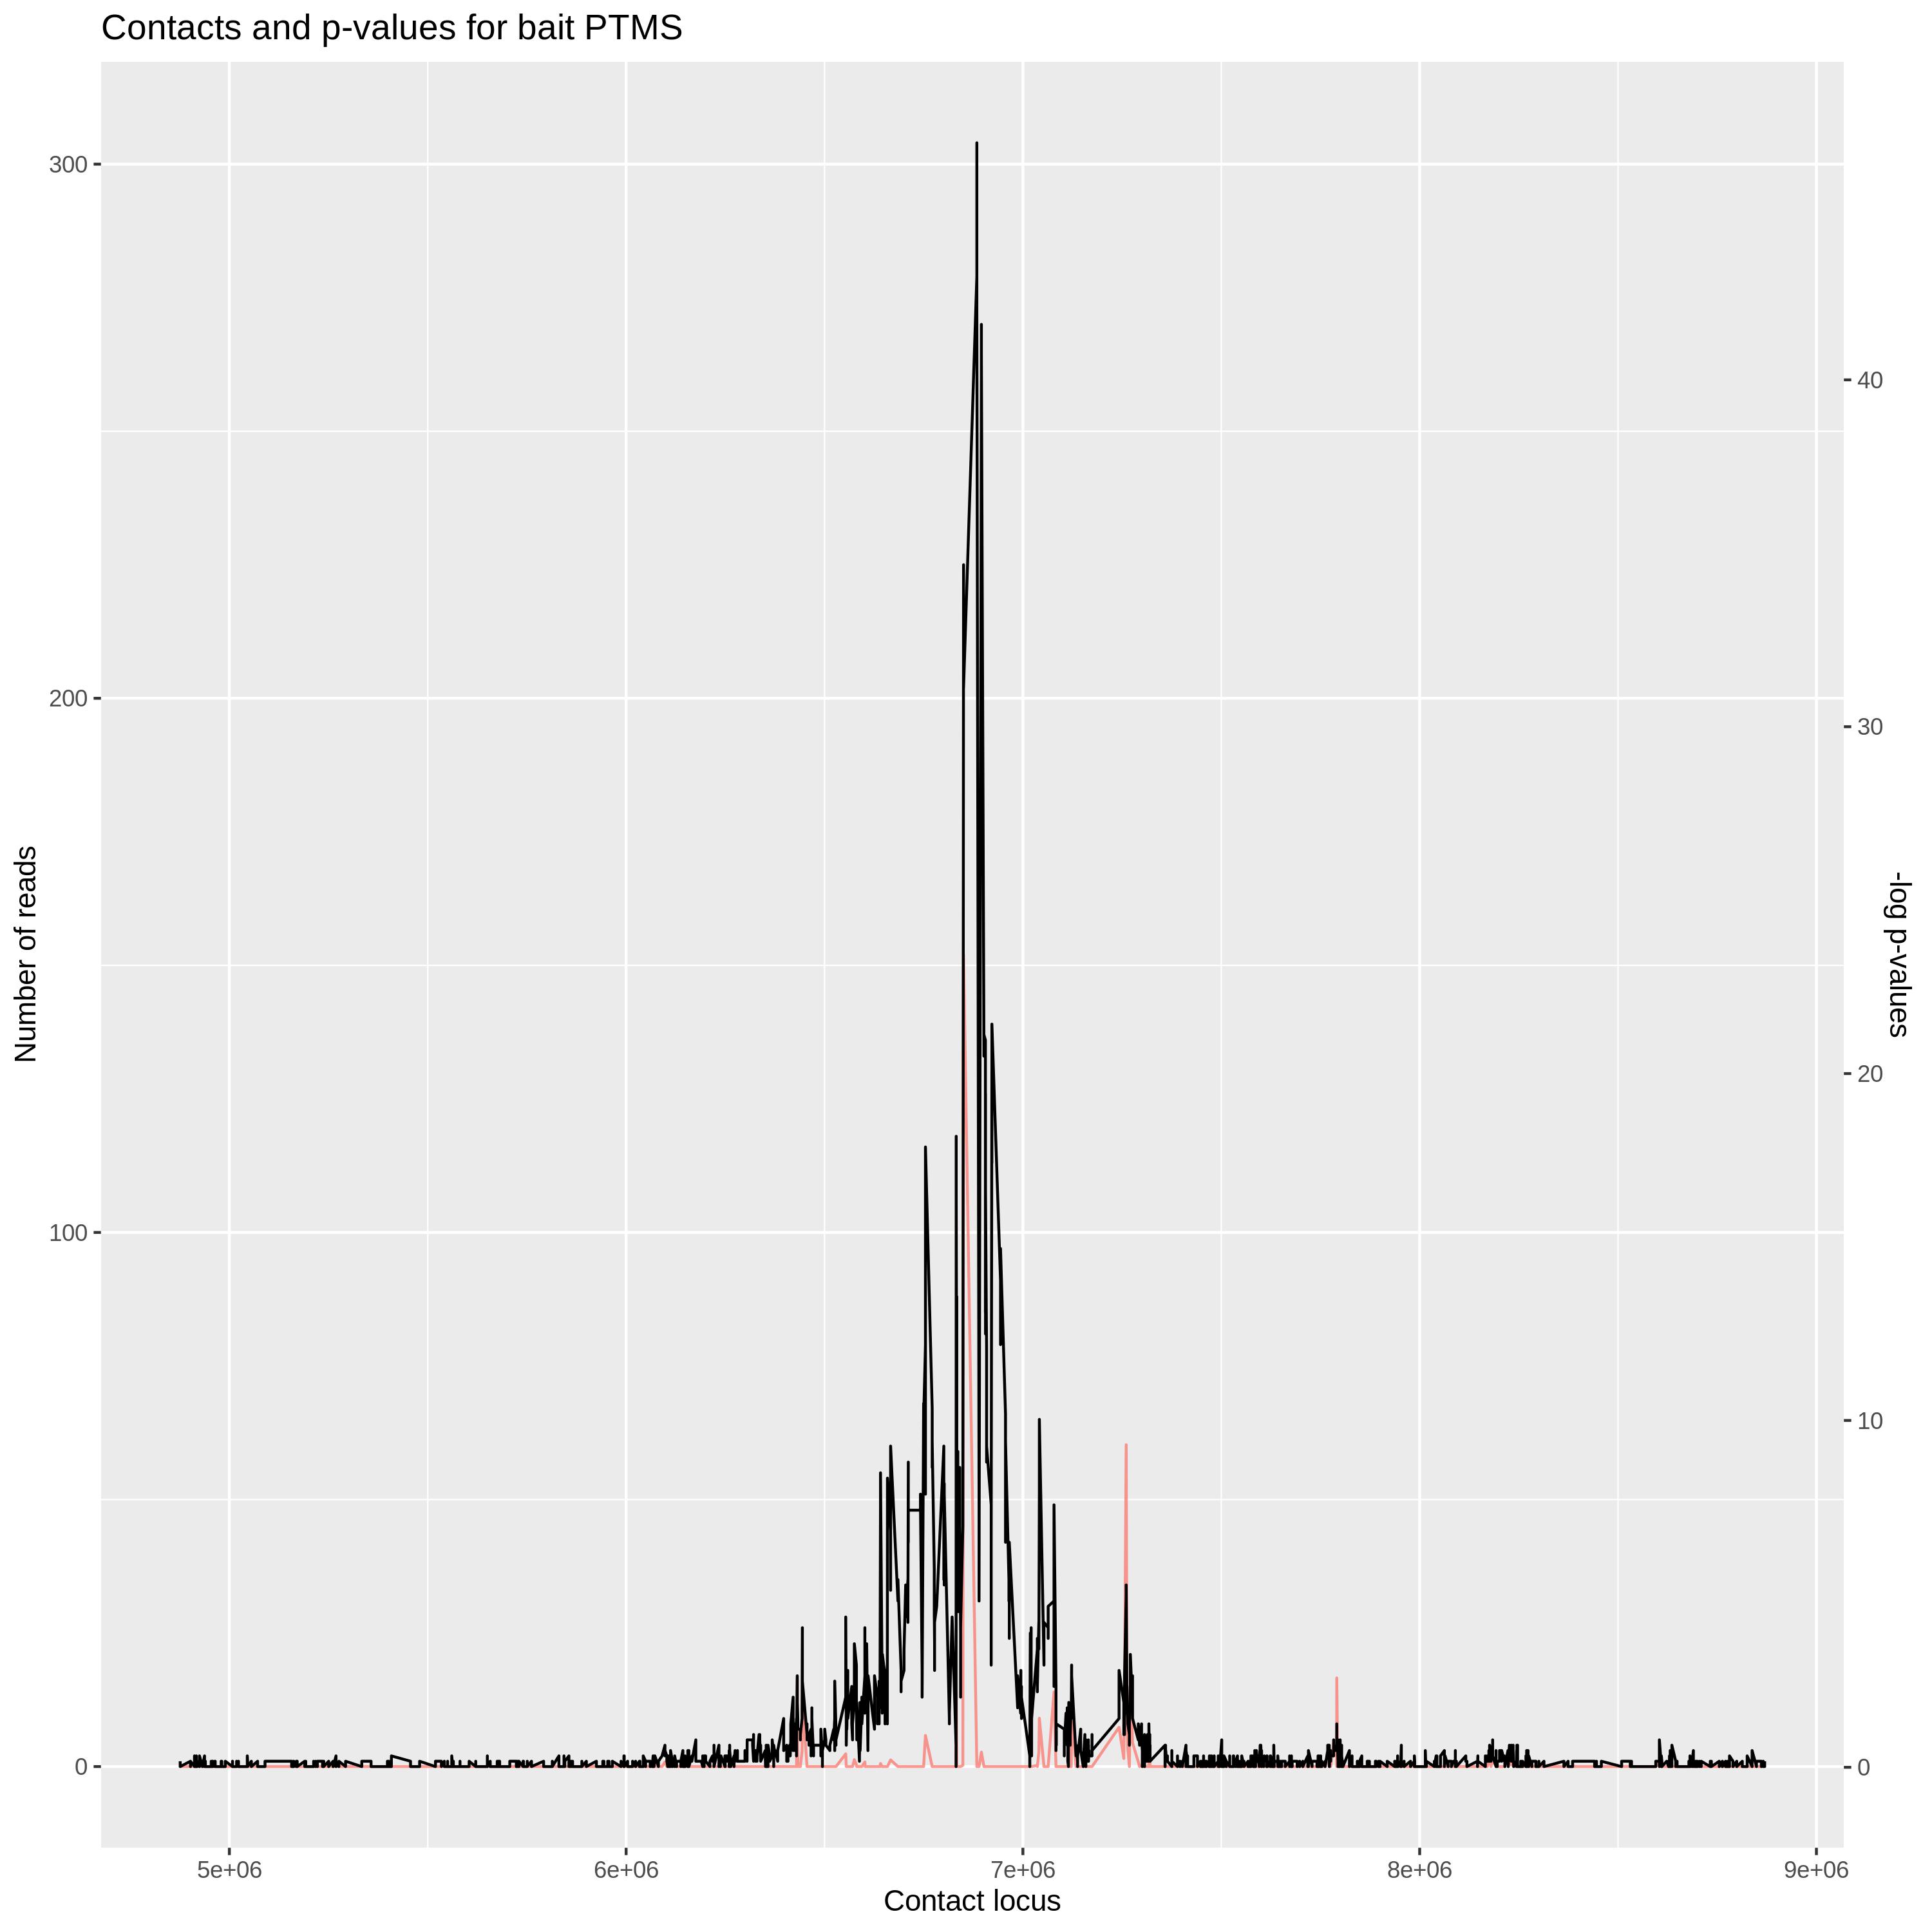 Contacts and p-values for bait PTMS
300
200
100
0
40
30
20
10
0
Number of reads
-log p-values
5e+06 6e+06 7e+06 8e+06 9e+06
Contact locus